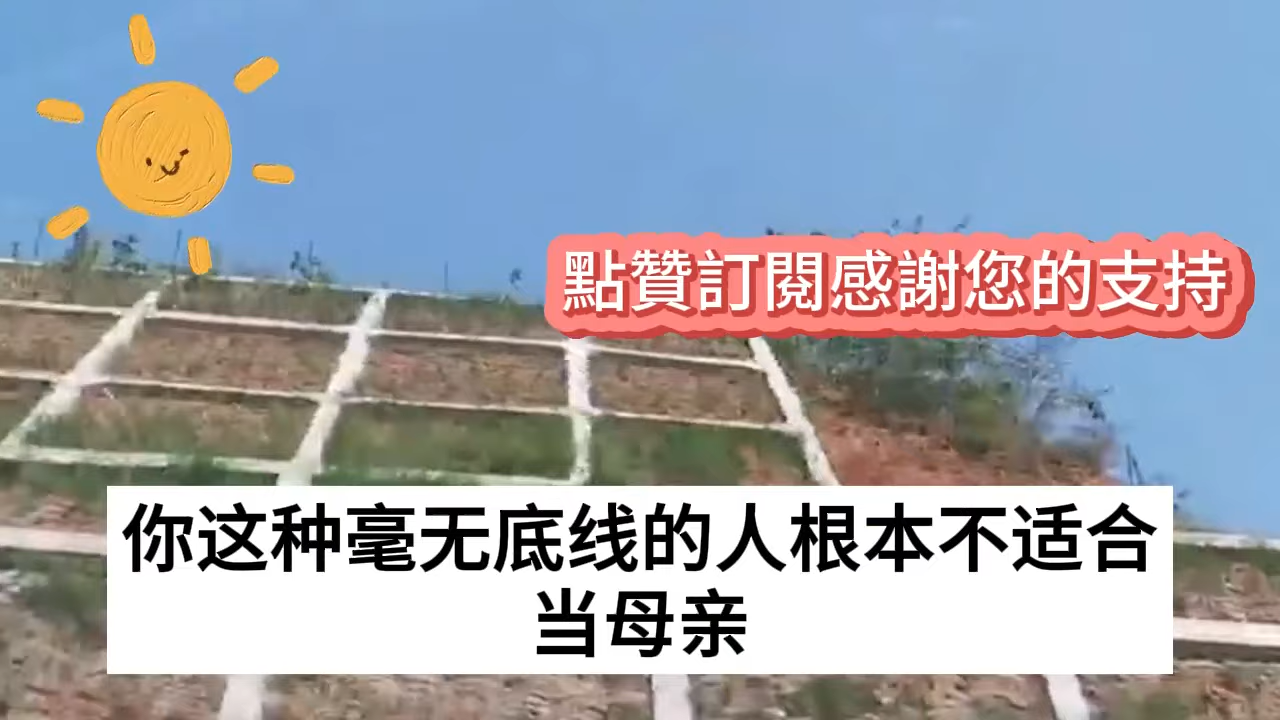 點贊訂閱感謝您的支持
你这种毫无底线的人根本不适合
当母亲